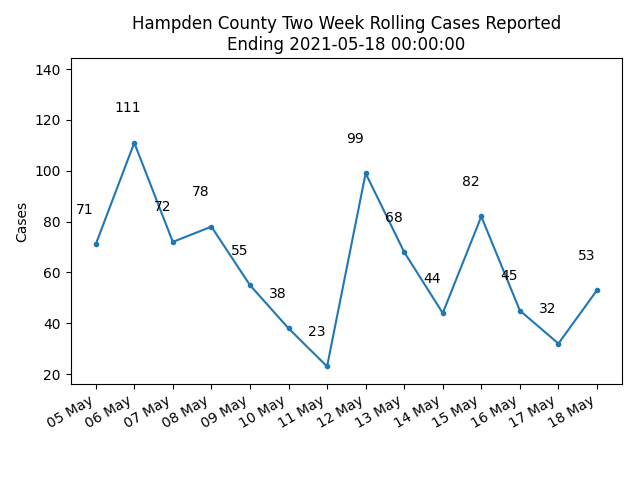 Hampden County Two Week Rolling Cases Reported
Ending 2021-05-18 00:00:00
Cases
140
120
100
80
60
40
20
71
111
72
78
55
38
23
99
68
44
82
45
32
53
05 May
06 May
07 May
08 May
09 May
10 May
11 May
12 May
13 May
14 May
15 May
16 May
17 May
18 May